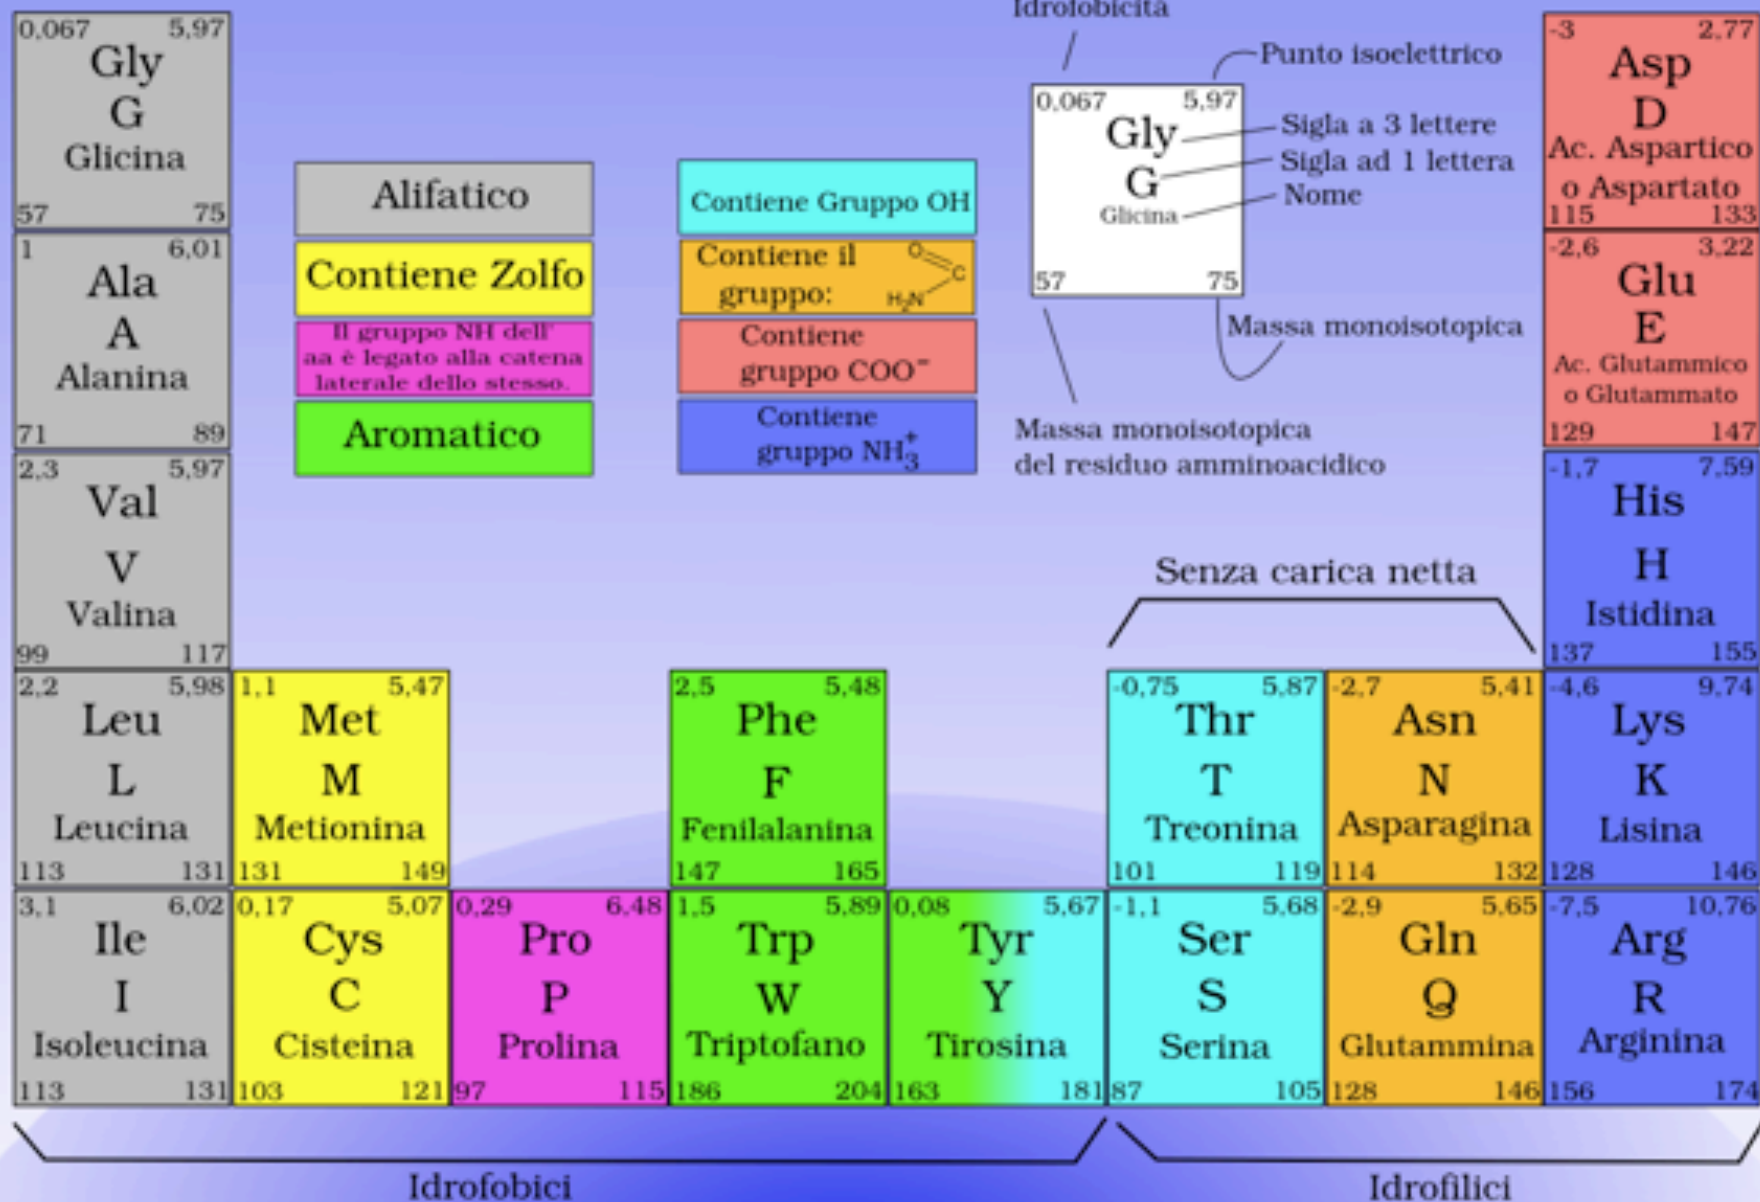 0,067 5,97
Gly
G
Glicina
57 75
1 6,01
Ala
A
Alanina
71 89
2,3 5,97
Val
V
Valina
99 117
2,2 5,98
Leu
L
Leucina
113 131
3,1 6,02
Ile
I
Isoleucina
113 131
Alifatico
Contiene Zolfo
Il gruppo NH dell'
aa è legato alla catena
laterale dello stesso.
Aromatico
Contiene Gruppo OH
Contiene il
gruppo:
O
C
H₂N
Contiene
gruppo COO⁻
Contiene
gruppo NH₃⁺
Idrofobicità
Punto isoelettrico
0,067 5,97
Gly
G
Glicina
57 75
Sigla a 3 lettere
Sigla ad 1 lettera
Nome
Massa monoisotopica
Massa monoisotopica
del residuo amminoacidico
1,1 5,47
Met
M
Metionina
131 149
0,17 5,07
Cys
C
Cisteina
103 121
0,29 6,48
Pro
P
Prolina
97 115
2,5 5,48
Phe
F
Fenilalanina
147 165
1,5 5,89
Trp
W
Triptofano
186 204
0,08 5,67
Tyr
Y
Tirosina
163 181
Senza carica netta
-0,75 5,87
Thr
T
Treonina
101 119
-1,1 5,68
Ser
S
Serina
87 105
-2,7 5,41
Asn
N
Asparagina
114 132
-2,9 5,65
Gln
Q
Glutammina
128 146
-3 2,77
Asp
D
Ac. Aspartico
o Aspartato
115 133
-2,6 3,22
Glu
E
Ac. Glutammico
o Glutammato
129 147
-1,7 7,59
His
H
Istidina
137 155
-4,6 9,74
Lys
K
Lisina
128 146
-7,5 10,76
Arg
R
Arginina
156 174
Idrofobici
Idrofilici